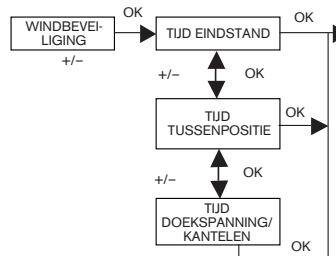 OK
OK
WINDBEVEI-
LIGING
TIJD EINDSTAND
+/–
+/–
OK
TIJD
TUSSENPOSITIE
OK
+/–
OK
TIJD
DOEKSPANNING/
KANTELEN
OK